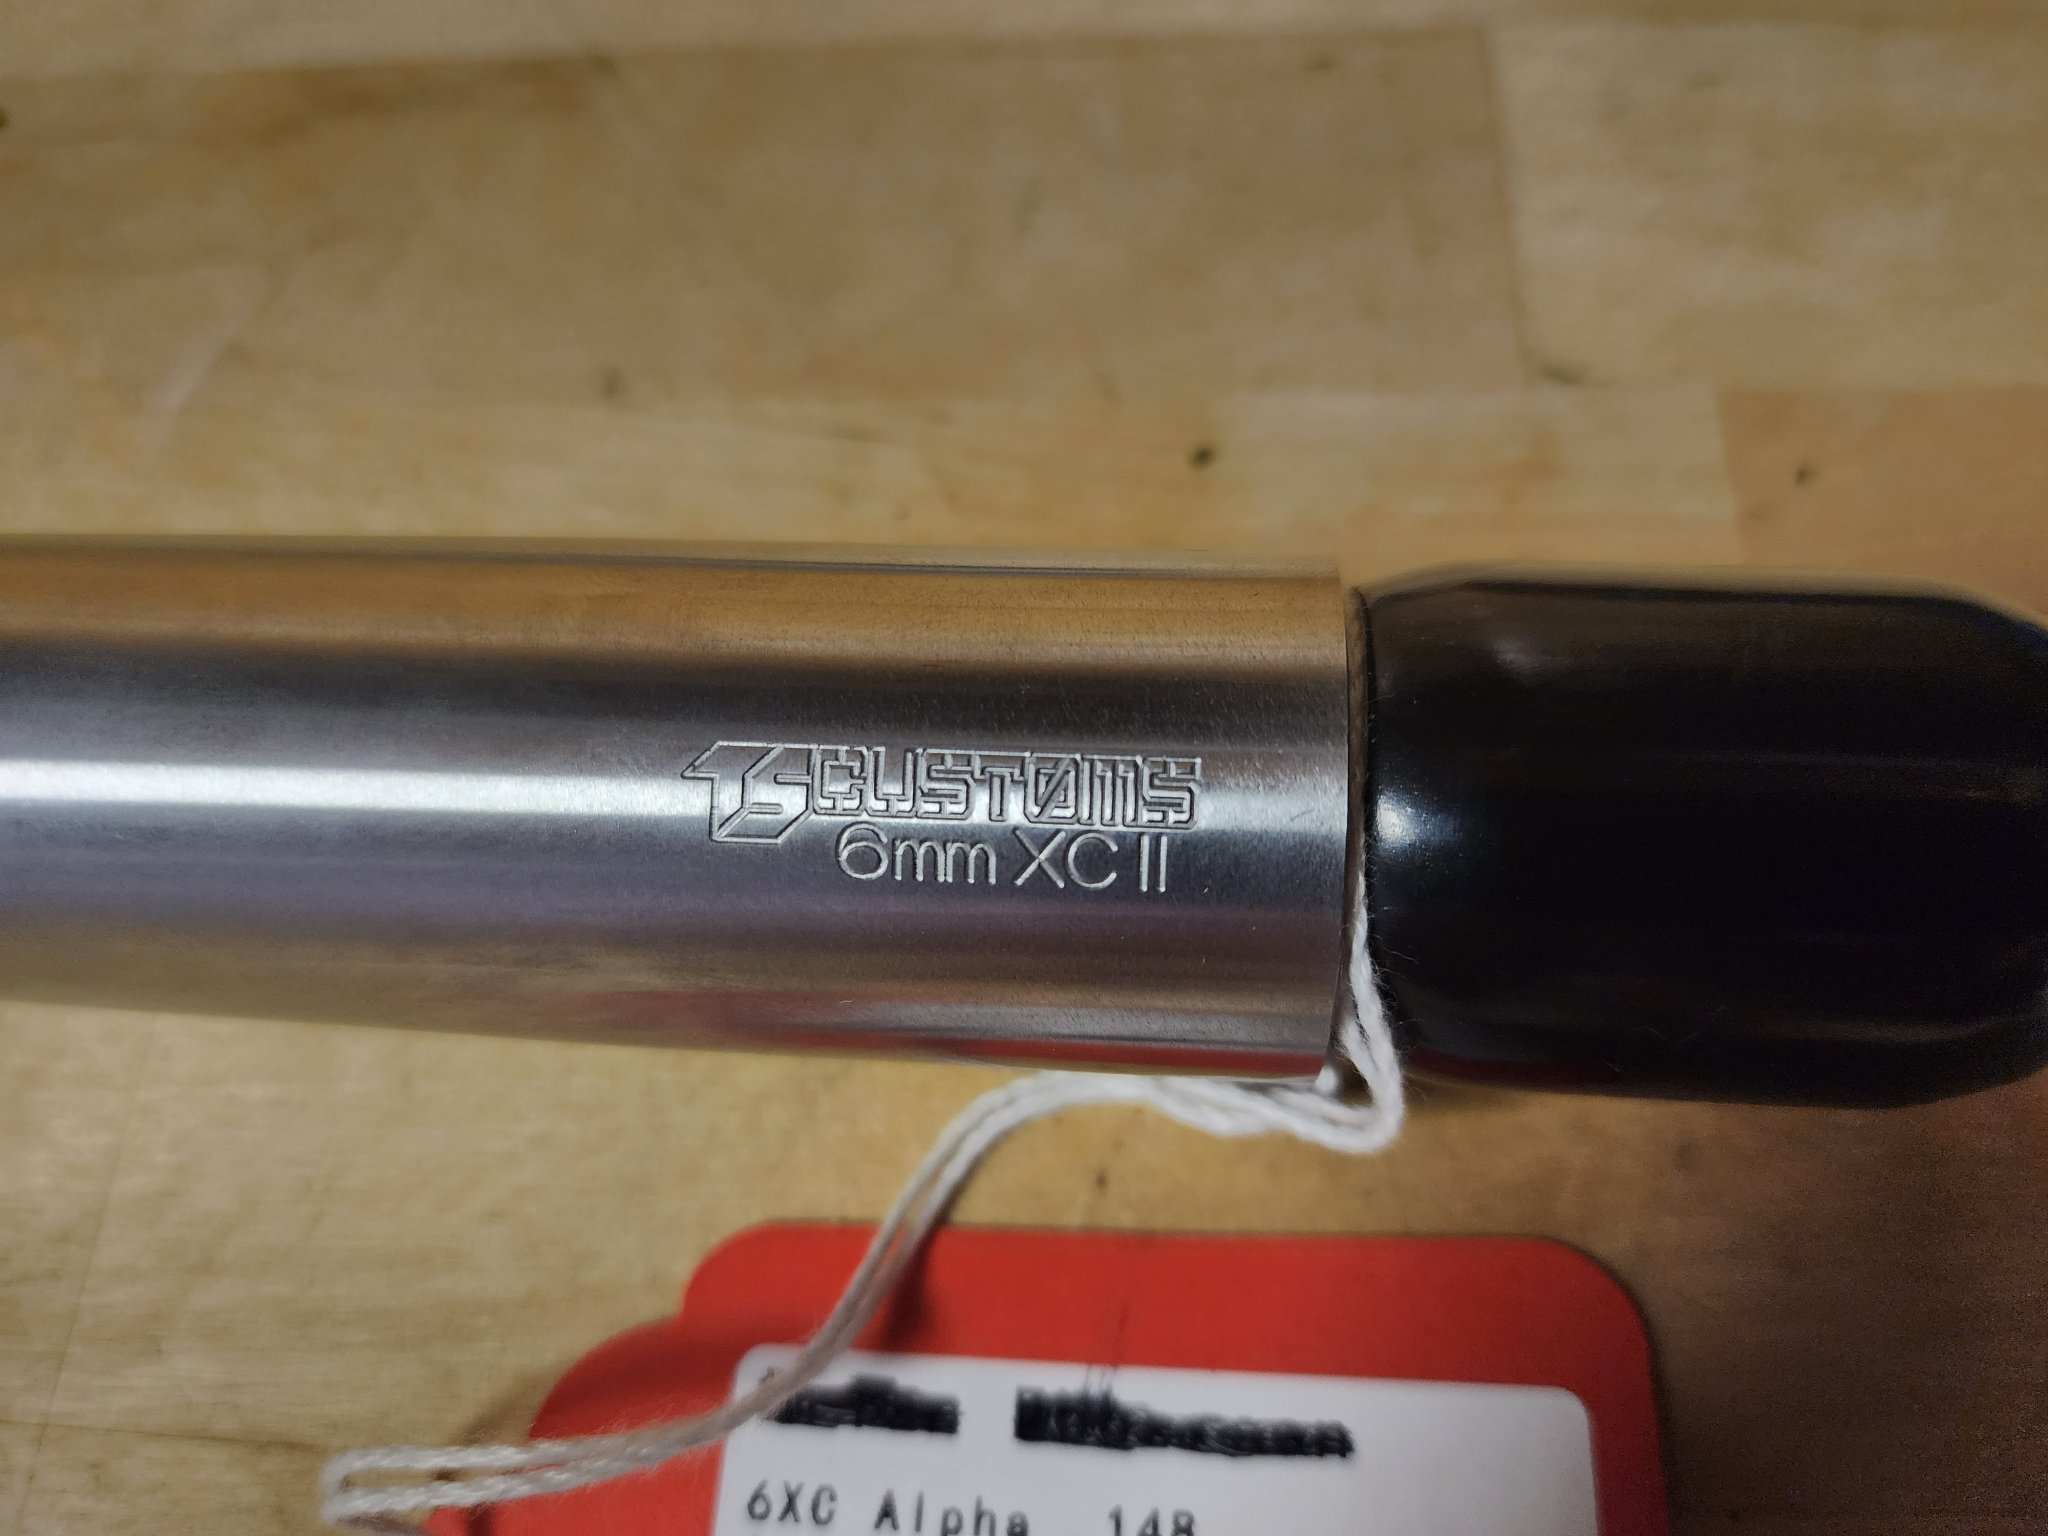 TS CUSTOMS
6mm XC II
6XC Alpha 148